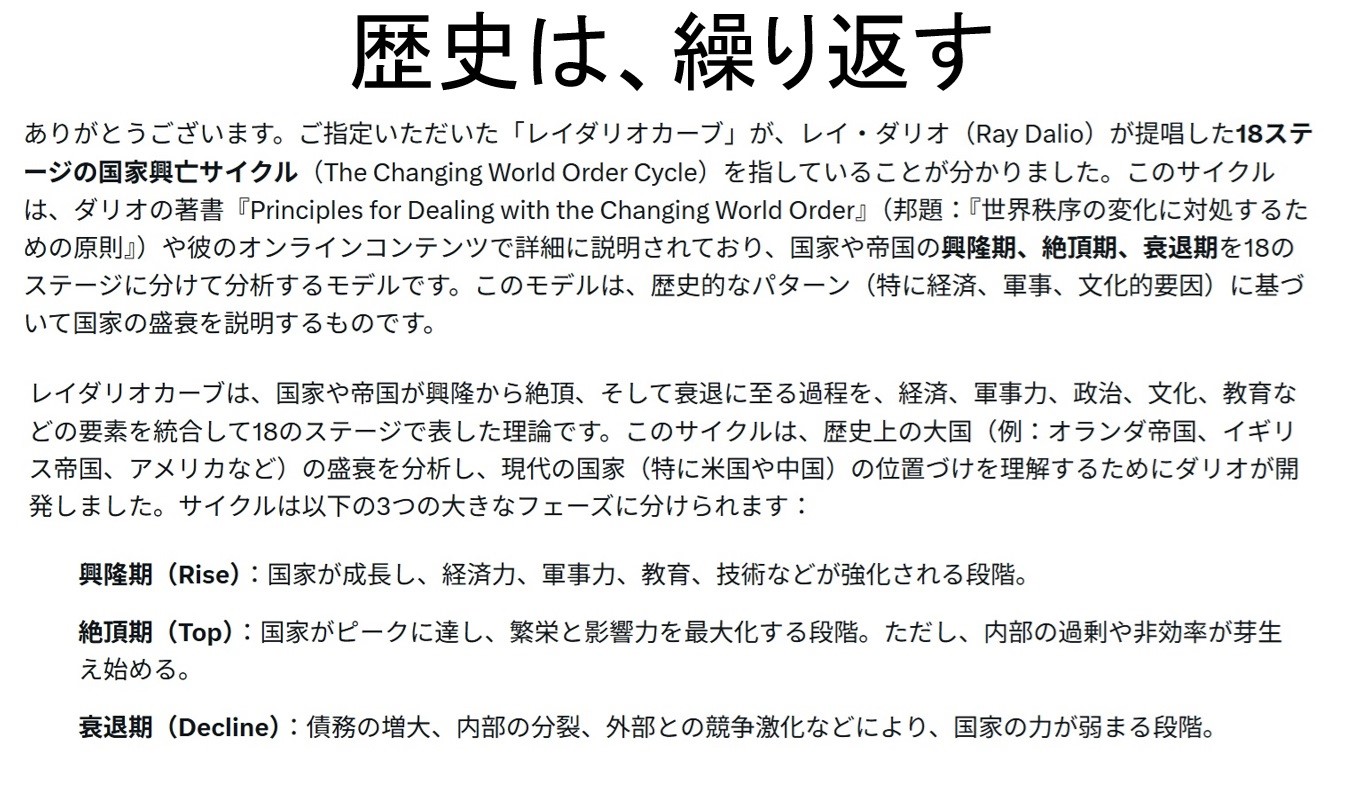 歴史は、繰り返す
ありがとうございます。ご指定いただいた「レイダリオカーブ」が、レイ・ダリオ（Ray Dalio）が提唱した18ステ
ージの国家興亡サイクル（The Changing World Order Cycle）を指していることが分かりました。このサイクル
は、ダリオの著書『Principles for Dealing with the Changing World Order』（邦題：『世界秩序の変化に対処するた
めの原則』）や彼のオンラインコンテンツで詳細に説明されており、国家や帝国の興隆期、絶頂期、衰退期を18の
ステージに分けて分析するモデルです。このモデルは、歴史的なパターン（特に経済、軍事、文化的要因）に基づ
いて国家の盛衰を説明するものです。
レイダリオカーブは、国家や帝国が興隆から絶頂、そして衰退に至る過程を、経済、軍事力、政治、文化、教育な
どの要素を統合して18のステージで表した理論です。このサイクルは、歴史上の大国（例：オランダ帝国、イギリ
ス帝国、アメリカなど）の盛衰を分析し、現代の国家（特に米国や中国）の位置づけを理解するためにダリオが開
発しました。サイクルは以下の3つの大きなフェーズに分けられます：
興隆期（Rise）：国家が成長し、経済力、軍事力、教育、技術などが強化される段階。
絶頂期（Top）：国家がピークに達し、繁栄と影響力を最大化する段階。ただし、内部の過剰や非効率が芽生
え始める。
衰退期（Decline）：債務の増大、内部の分裂、外部との競争激化などにより、国家の力が弱まる段階。